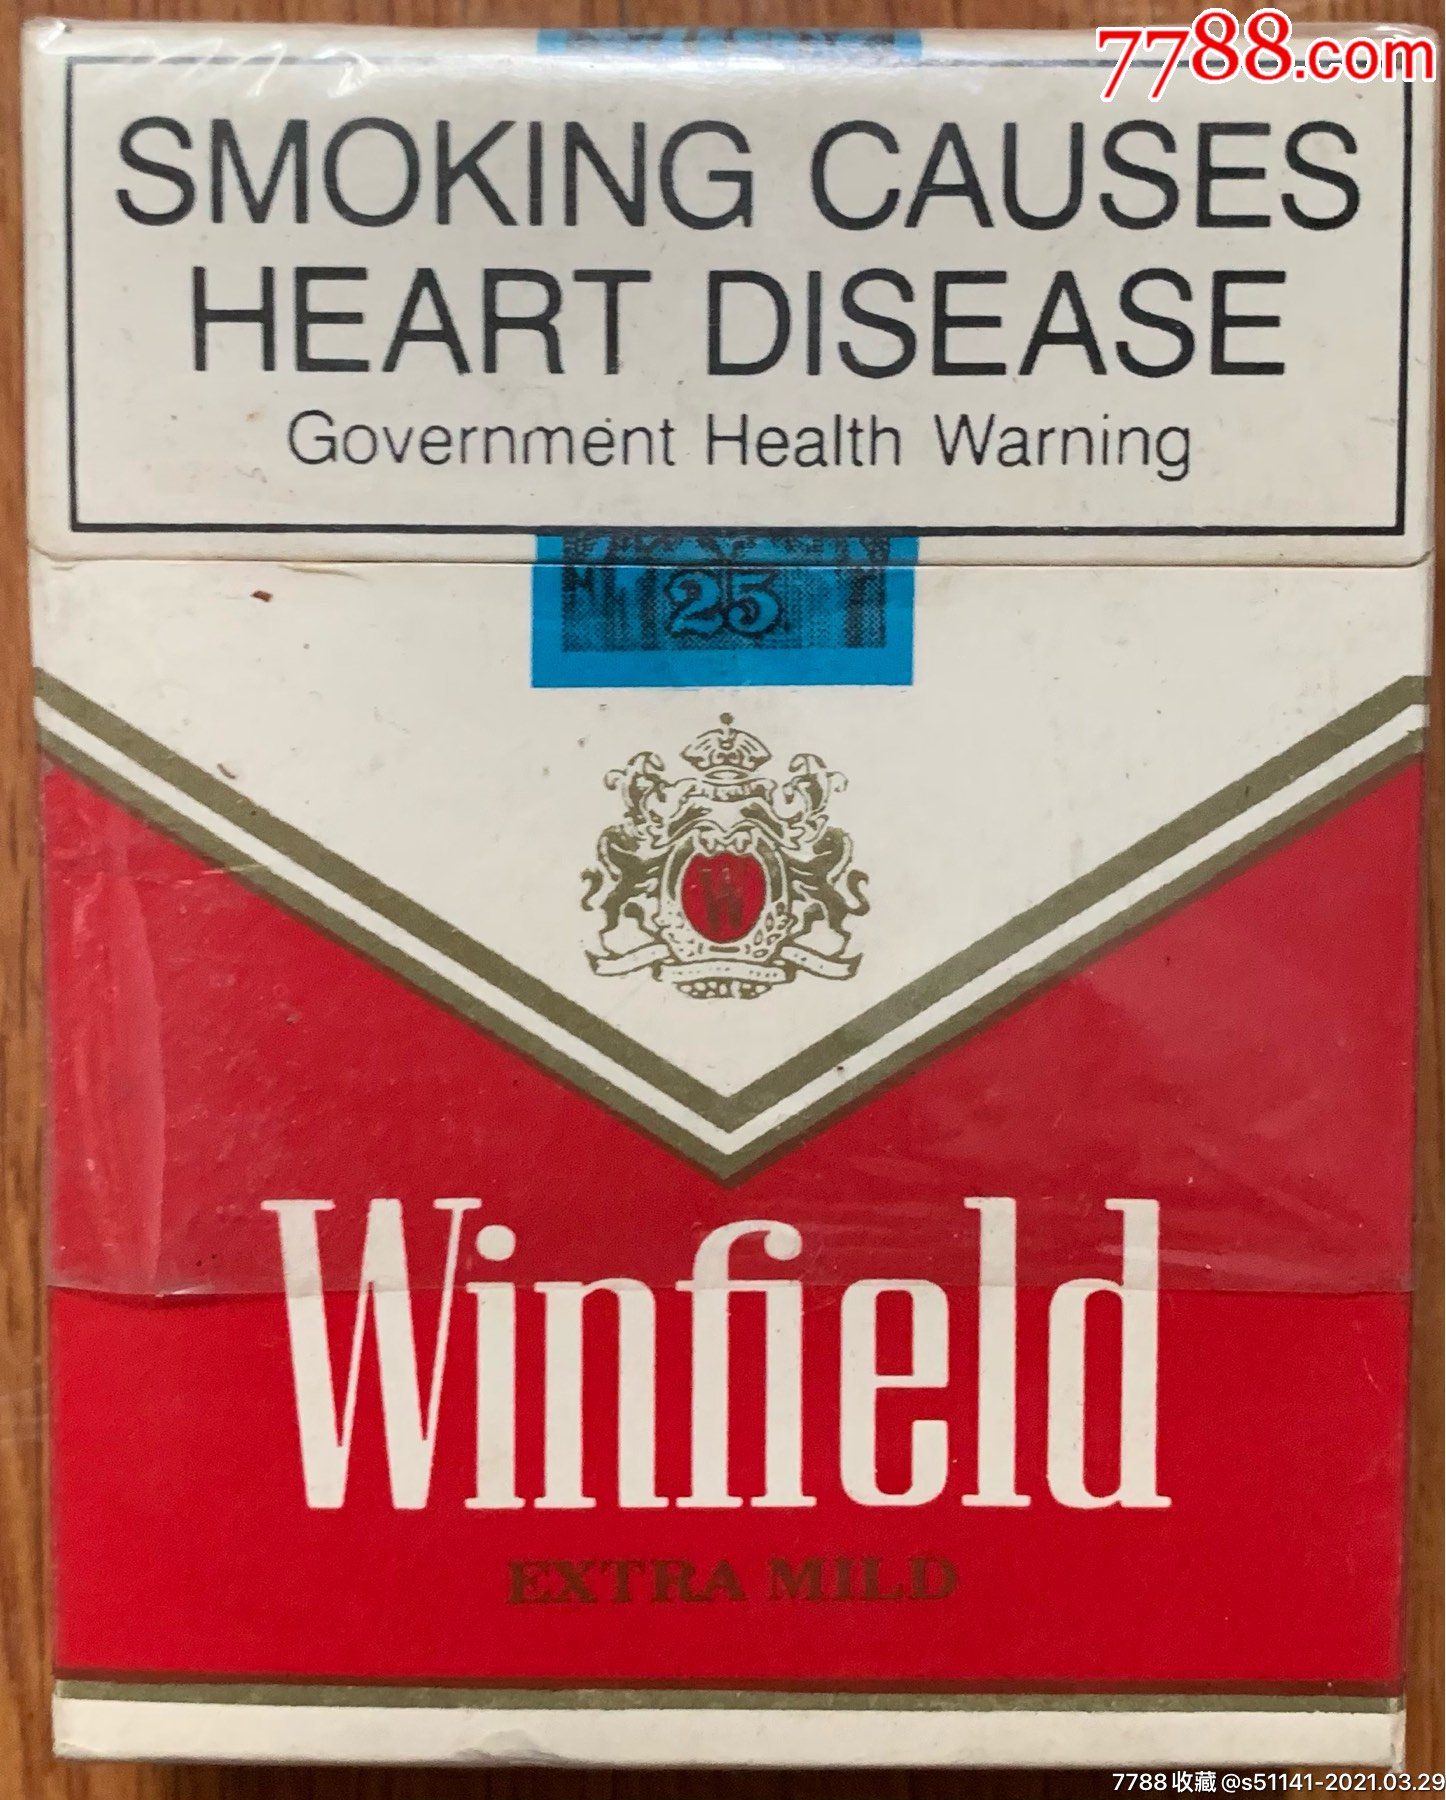 7788.com
SMOKING CAUSES
HEART DISEASE
Government Health Warning
25
W
Winfield
EXTRA MILD
7788收藏@s51141-2021.03.29